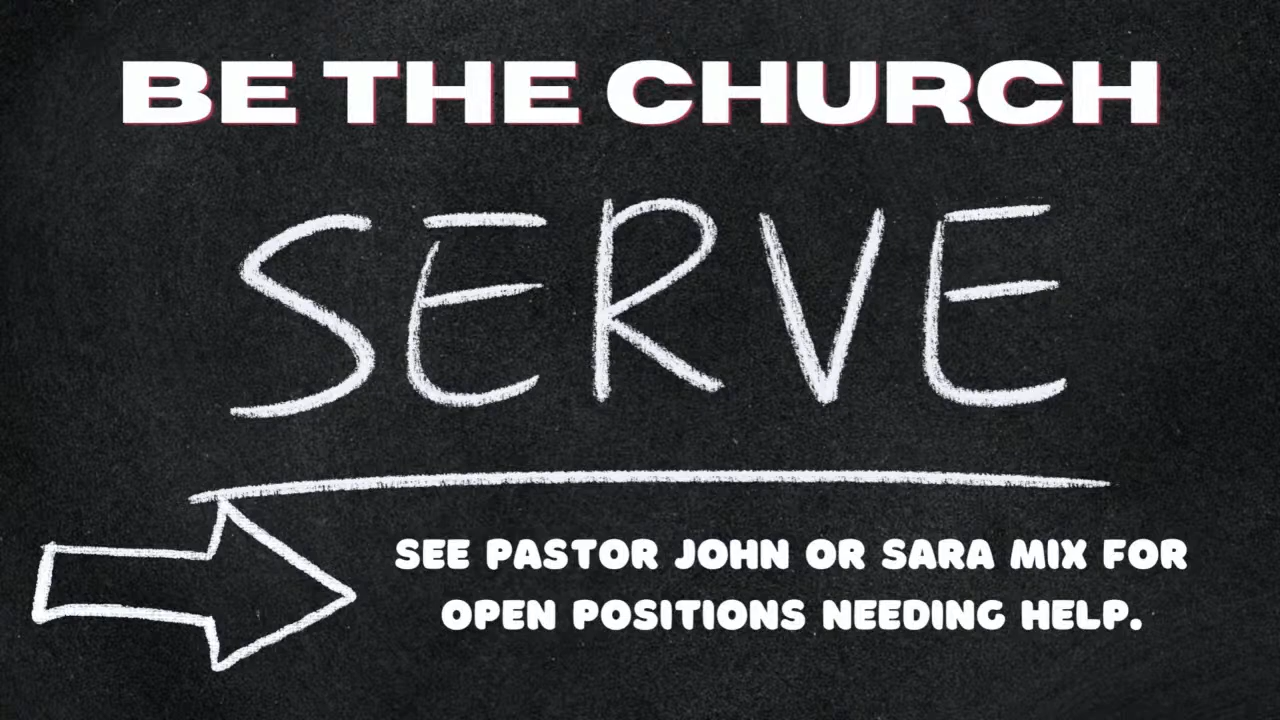 BE THE CHURCH
SERVE
SEE PASTOR JOHN OR SARA MIX FOR
OPEN POSITIONS NEEDING HELP.